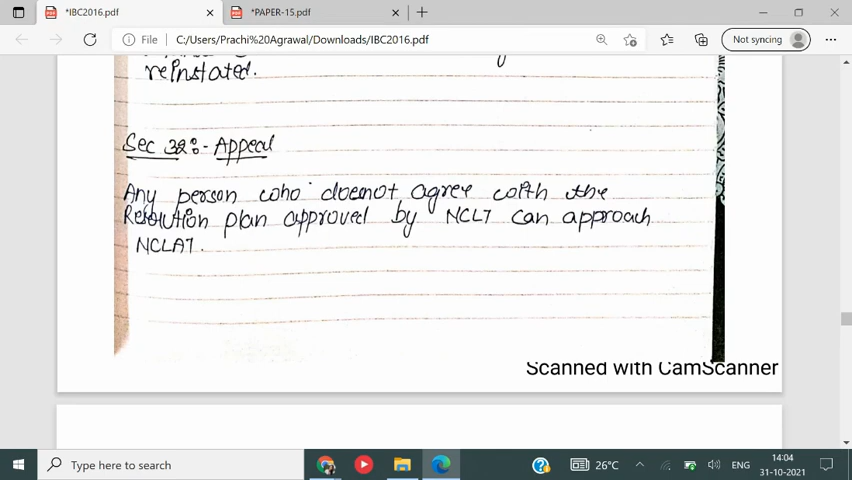 *IBC2016.pdf
*PAPER-15.pdf
File C:/Users/Prachi%20Agrawal/Downloads/IBC2016.pdf
Not syncing
reinstated.
Sec 32:- Appeal
Any person who doenot agree with the
Resolution plan approved by NCLT can approach
NCLAT.
Scanned with CamScanner
Type here to search
26°C
ENG
14:04
31-10-2021